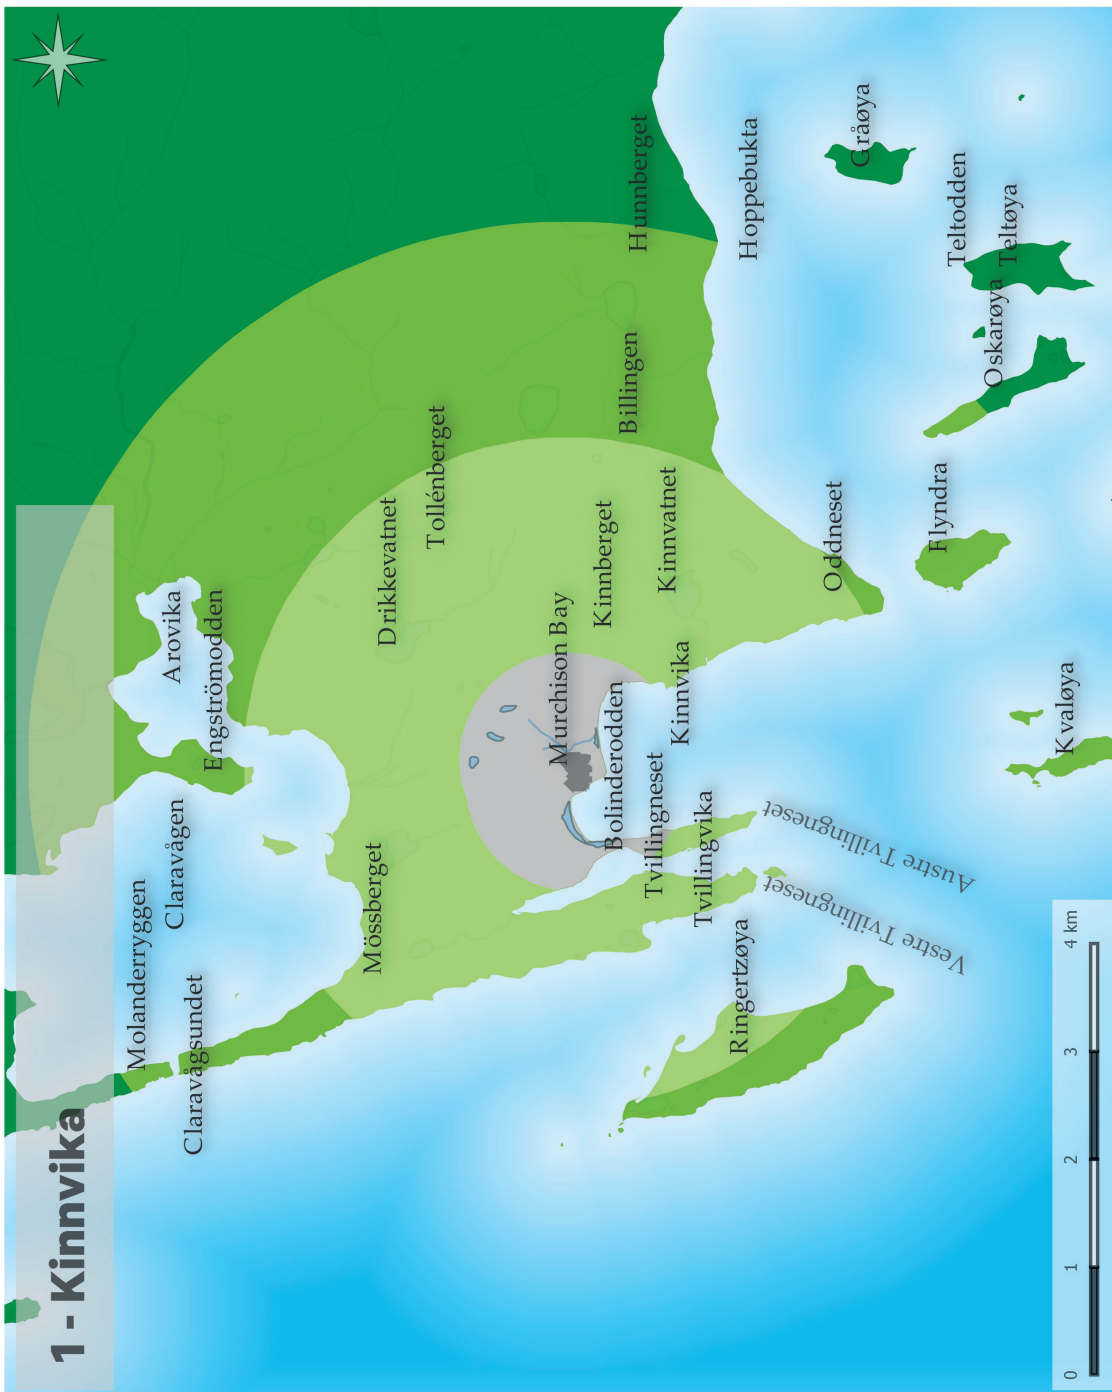 1 - Kinnvika
Molanderryggen
Claravågen
Arovika
Claravågsundet
Engströmodden
Mössberget
Drikkevatnet
Tollénberget
Murchison Bay
Kinnberget
Bolinderodden
Billingen
Hunnberget
Tvillingneset
Kinnvatnet
Kinnvika
Tvillingvika
Ringertzøya
Hoppebukta
Oddneset
Gråøya
Vestre Tvillingneset
Austre Tvillingneset
Flyndra
Teltodden
Oskarøya
Teltøya
Kvaløya
0 1 2 3 4 km